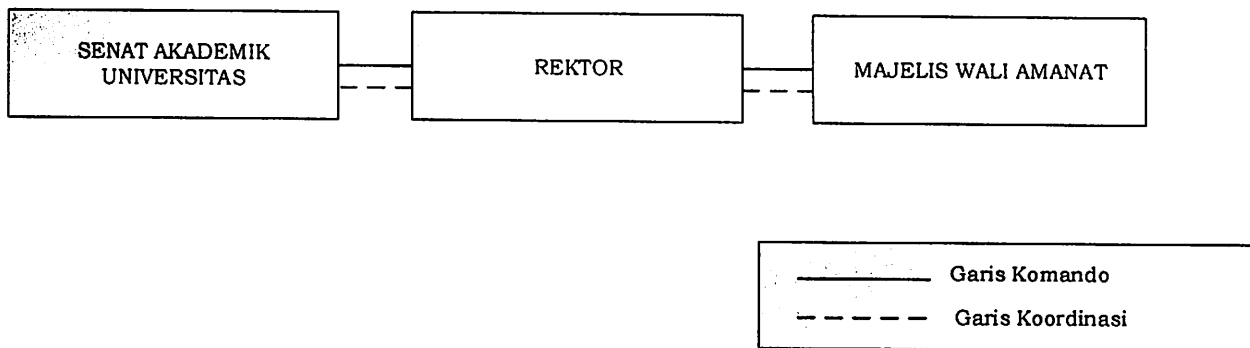 SENAT AKADEMIK
UNIVERSITAS
REKTOR
MAJELIS WALI AMANAT
Garis Komando
Garis Koordinasi